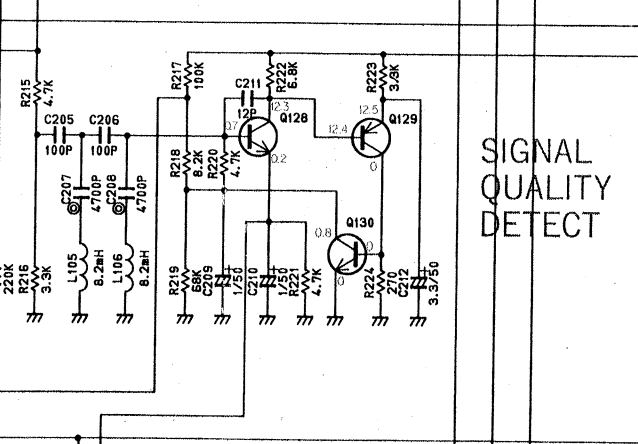 R217
100K
R222
6.8K
R223
3/3K
R215
4.7K
C211
12P
12.3
12.5
Q128
Q129
C205
C206
100P
100P
0.7
12.4
R218
8.2K
R220
4.7K
0.2
0
C207
4700P
C208
4700P
SIGNAL
QUALITY
DETECT
Q130
0.8
0
0
L105
8.2mH
L106
8.2mH
220K
R216
3.3K
R219
68K
C209
1/50
C210
1/50
R221
4.7K
R224
270
C212
3.3/50